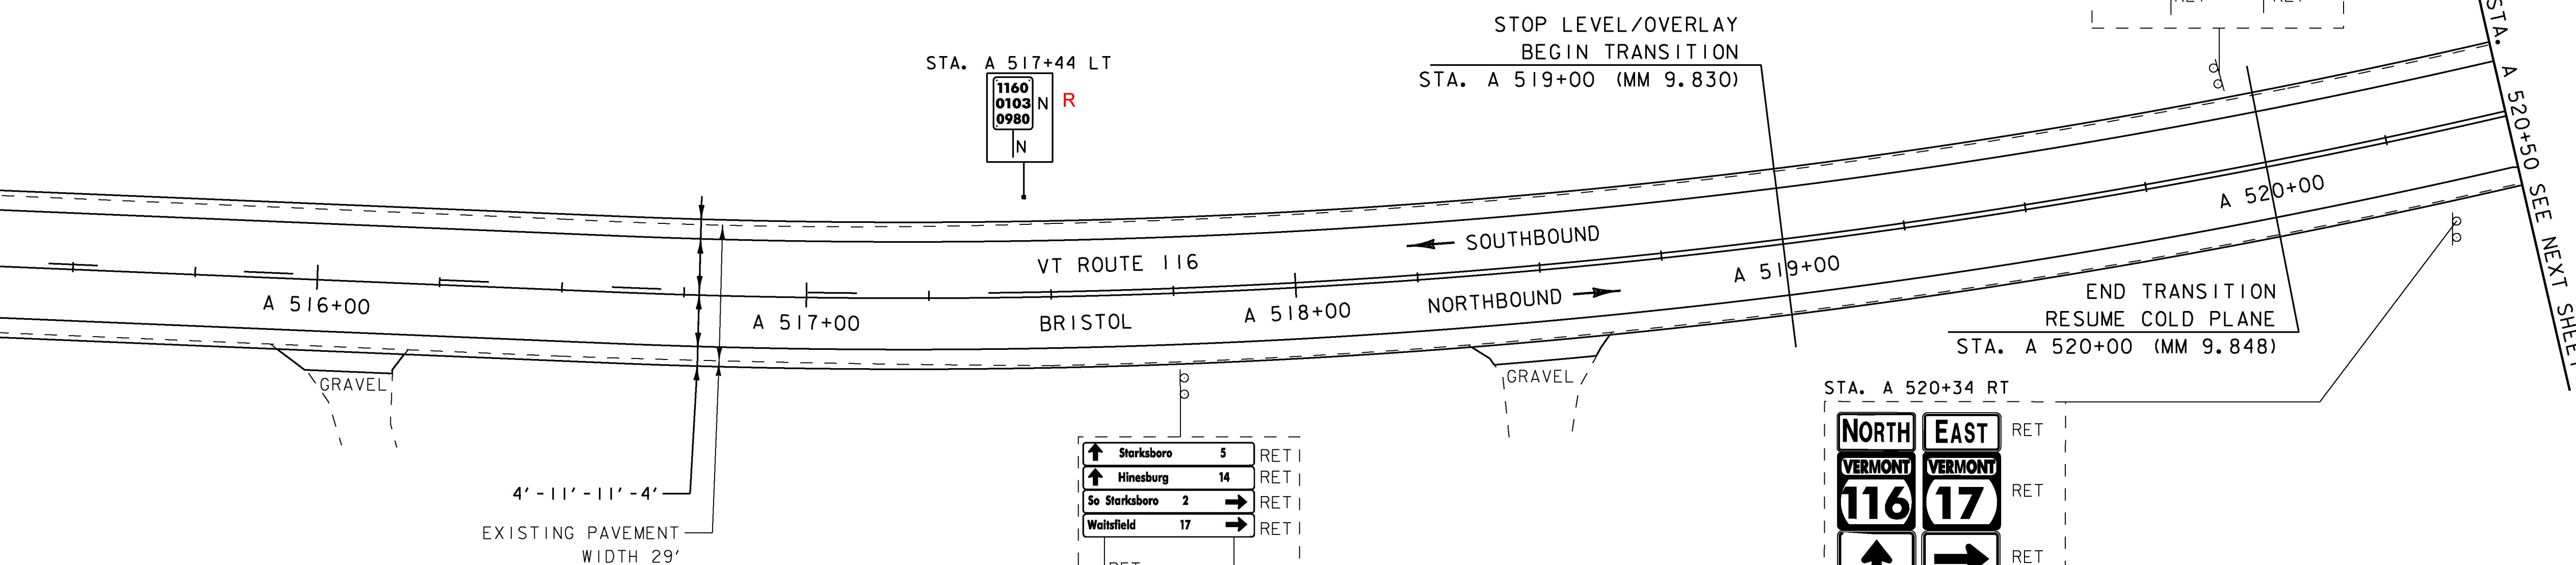 STA. A 517+44 LT
1160
0103 N R
0980
N
STOP LEVEL/OVERLAY
BEGIN TRANSITION
STA. A 519+00 (MM 9.830)
SOUTHBOUND
VT ROUTE 116
NORTHBOUND
BRISTOL
A 516+00
A 517+00
A 518+00
A 519+00
A 520+00
STA. A 520+50 SEE NEXT SHEET
END TRANSITION
RESUME COLD PLANE
STA. A 520+00 (MM 9.848)
GRAVEL
GRAVEL
4'-11'-11'-4'
EXISTING PAVEMENT
WIDTH 29'
Starksboro 5 RET
Hinesburg 14 RET
So Starksboro 2 RET
Waitsfield 17 RET
RET
STA. A 520+34 RT
NORTH EAST RET
VERMONT VERMONT
116 17 RET
RET